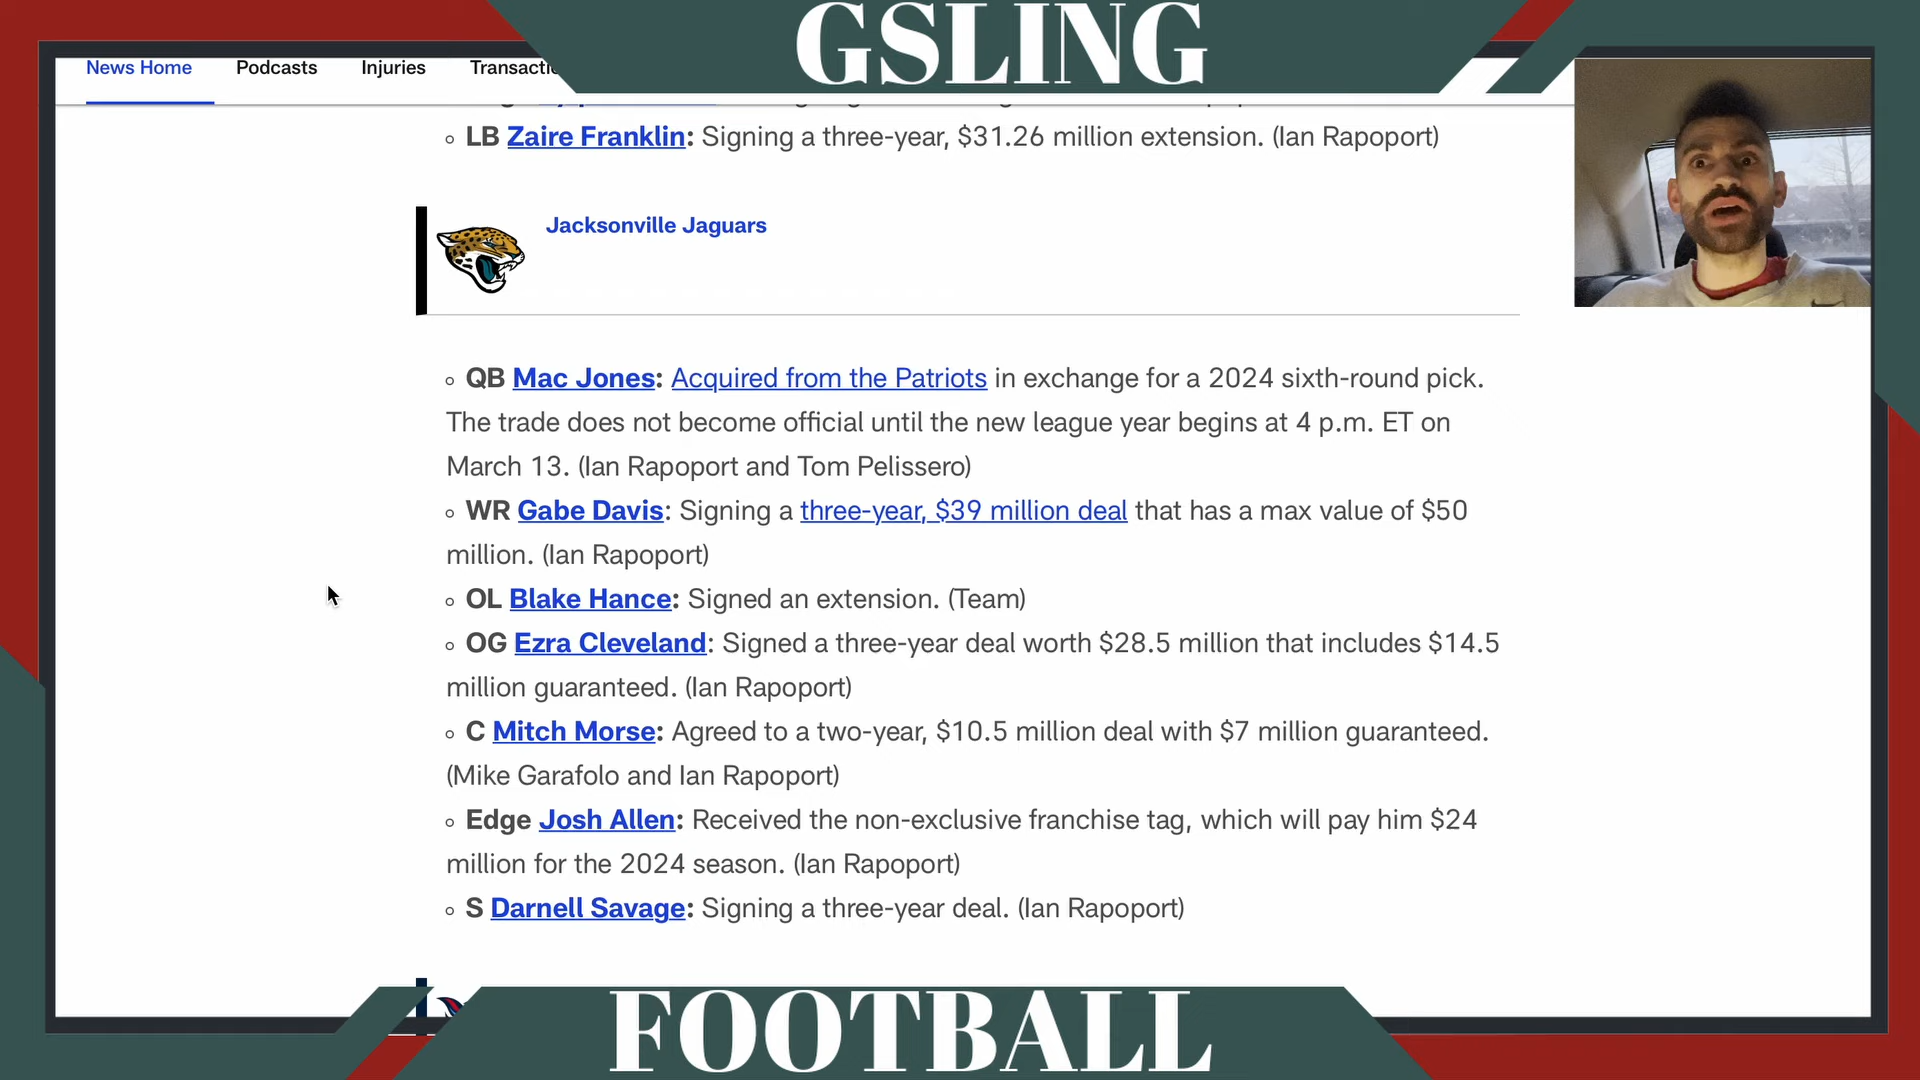 GSLING
News Home Podcasts Injuries
◦ LB Zaire Franklin: Signing a three-year, $31.26 million extension. (Ian Rapoport)
Jacksonville Jaguars
◦ QB Mac Jones: Acquired from the Patriots in exchange for a 2024 sixth-round pick.
The trade does not become official until the new league year begins at 4 p.m. ET on
March 13. (Ian Rapoport and Tom Pelissero)
◦ WR Gabe Davis: Signing a three-year, $39 million deal that has a max value of $50
million. (Ian Rapoport)
◦ OL Blake Hance: Signed an extension. (Team)
◦ OG Ezra Cleveland: Signed a three-year deal worth $28.5 million that includes $14.5
million guaranteed. (Ian Rapoport)
◦ C Mitch Morse: Agreed to a two-year, $10.5 million deal with $7 million guaranteed.
(Mike Garafolo and Ian Rapoport)
◦ Edge Josh Allen: Received the non-exclusive franchise tag, which will pay him $24
million for the 2024 season. (Ian Rapoport)
◦ S Darnell Savage: Signing a three-year deal. (Ian Rapoport)
FOOTBALL